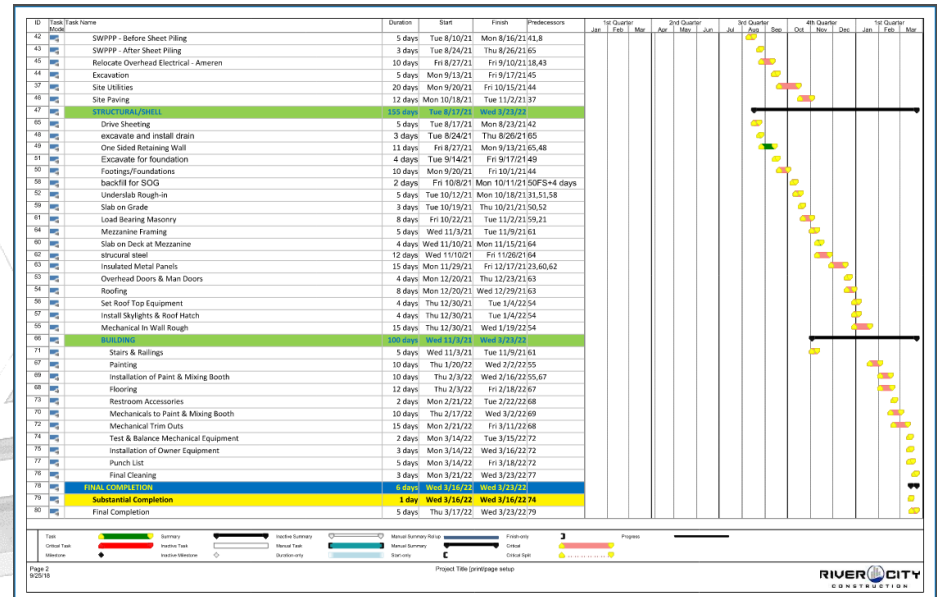 ID Task Mode Task Name Duration Start Finish Predecessors 1st Quarter 2nd Quarter 3rd Quarter 4th Quarter 1st Quarter
Jan Feb Mar Apr May Jun Jul Aug Sep Oct Nov Dec Jan Feb Mar
42 SWPPP - Before Sheet Piling 5 days Tue 8/10/21 Mon 8/16/21 41,8
43 SWPPP - After Sheet Piling 3 days Tue 8/24/21 Thu 8/26/21 65
45 Relocate Overhead Electrical - Ameren 10 days Fri 8/27/21 Fri 9/10/21 18,43
44 Excavation 5 days Mon 9/13/21 Fri 9/17/21 45
37 Site Utilities 20 days Mon 9/20/21 Fri 10/15/21 44
46 Site Paving 12 days Mon 10/18/21 Tue 11/2/21 37
47 STRUCTURAL/SHELL 155 days Tue 8/17/21 Wed 3/23/22
65 Drive Sheeting 5 days Tue 8/17/21 Mon 8/23/21 42
48 excavate and install drain 3 days Tue 8/24/21 Thu 8/26/21 65
49 One Sided Retaining Wall 11 days Fri 8/27/21 Mon 9/13/21 65,48
51 Excavate for foundation 4 days Tue 9/14/21 Fri 9/17/21 49
50 Footings/Foundations 10 days Mon 9/20/21 Fri 10/1/21 44
58 backfill for SOG 2 days Fri 10/8/21 Mon 10/11/21 50FS+4 days
52 Underslab Rough-in 5 days Tue 10/12/21 Mon 10/18/21 31,51,58
59 Slab on Grade 3 days Tue 10/19/21 Thu 10/21/21 50,52
61 Load Bearing Masonry 8 days Fri 10/22/21 Tue 11/2/21 59,21
64 Mezzanine Framing 5 days Wed 11/3/21 Tue 11/9/21 61
60 Slab on Deck at Mezzanine 4 days Wed 11/10/21 Mon 11/15/21 64
62 strucural steel 12 days Wed 11/10/21 Fri 11/26/21 64
63 Insulated Metal Panels 15 days Mon 11/29/21 Fri 12/17/21 23,60,62
53 Overhead Doors & Man Doors 4 days Mon 12/20/21 Thu 12/23/21 63
54 Roofing 8 days Mon 12/20/21 Wed 12/29/21 63
56 Set Roof Top Equipment 4 days Thu 12/30/21 Tue 1/4/22 54
57 Install Skylights & Roof Hatch 4 days Thu 12/30/21 Tue 1/4/22 54
55 Mechanical In Wall Rough 15 days Thu 12/30/21 Wed 1/19/22 54
66 BUILDING 100 days Wed 11/3/21 Wed 3/23/22
71 Stairs & Railings 5 days Wed 11/3/21 Tue 11/9/21 61
67 Painting 10 days Thu 1/20/22 Wed 2/2/22 55
69 Installation of Paint & Mixing Booth 10 days Thu 2/3/22 Wed 2/16/22 55,67
68 Flooring 12 days Thu 2/3/22 Fri 2/18/22 67
73 Restroom Accessories 2 days Mon 2/21/22 Tue 2/22/22 68
70 Mechanicals to Paint & Mixing Booth 10 days Thu 2/17/22 Wed 3/2/22 69
72 Mechanical Trim Outs 15 days Mon 2/21/22 Fri 3/11/22 68
74 Test & Balance Mechanical Equipment 2 days Mon 3/14/22 Tue 3/15/22 72
75 Installation of Owner Equipment 3 days Mon 3/14/22 Wed 3/16/22 72
77 Punch List 5 days Mon 3/14/22 Fri 3/18/22 72
76 Final Cleaning 3 days Mon 3/21/22 Wed 3/23/22 77
78 FINAL COMPLETION 6 days Wed 3/16/22 Wed 3/23/22
79 Substantial Completion 1 day Wed 3/16/22 Wed 3/16/22 74
80 Final Completion 5 days Thu 3/17/22 Wed 3/23/22 79
Task Summary Inactive Summary Manual Summary Rollup Finish-only Progress
Critical Task Inactive Task Manual Task Manual Summary Critical
Milestone Inactive Milestone Duration-only Start-only Critical Split
Page 2
9/25/18
Project Title (print/page setup
RIVER CITY
CONSTRUCTION